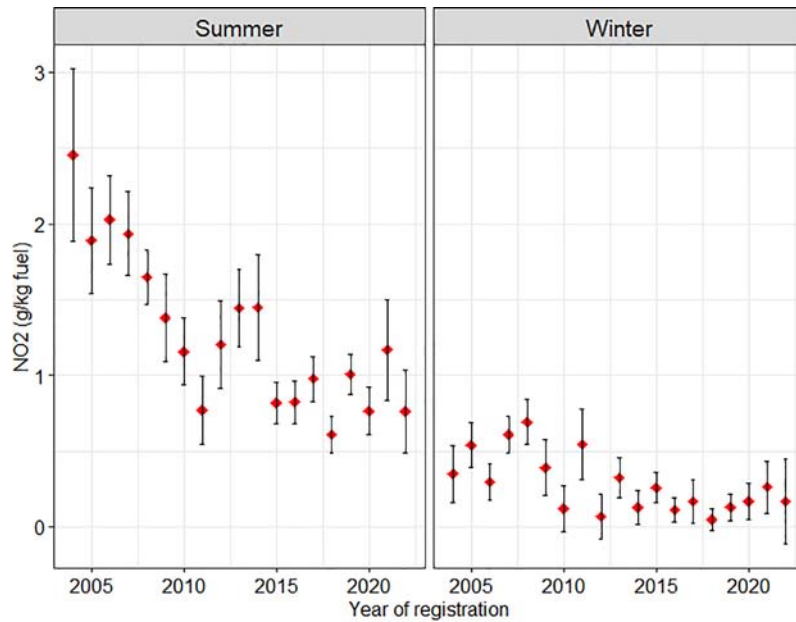 Summer Winter
NO2 (g/kg fuel)
3
2
1
0
2005 2010 2015 2020 2005 2010 2015 2020
Year of registration